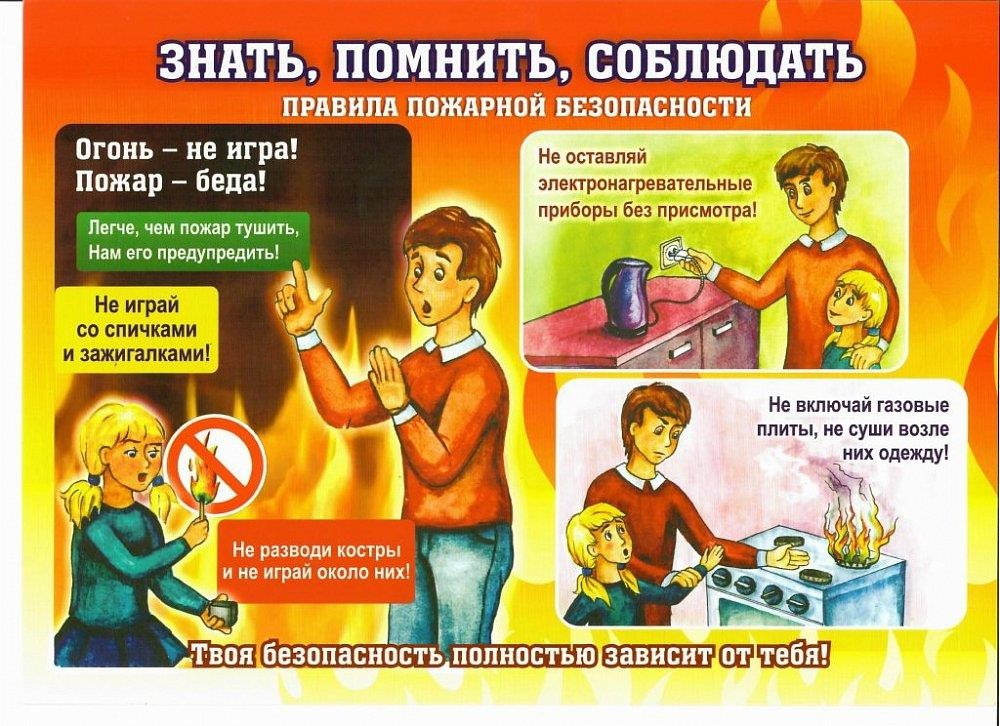 ЗНАТЬ, ПОМНИТЬ, СОБЛЮДАТЬ
ПРАВИЛА ПОЖАРНОЙ БЕЗОПАСНОСТИ
Огонь – не игра!
Пожар – беда!
Легче, чем пожар тушить,
Нам его предупредить!
Не играй
со спичками
и зажигалками!
Не разводи костры
и не играй около них!
Не оставляй
электронагревательные
приборы без присмотра!
Не включай газовые
плиты, не суши возле
них одежду!
Твоя безопасность полностью зависит от тебя!